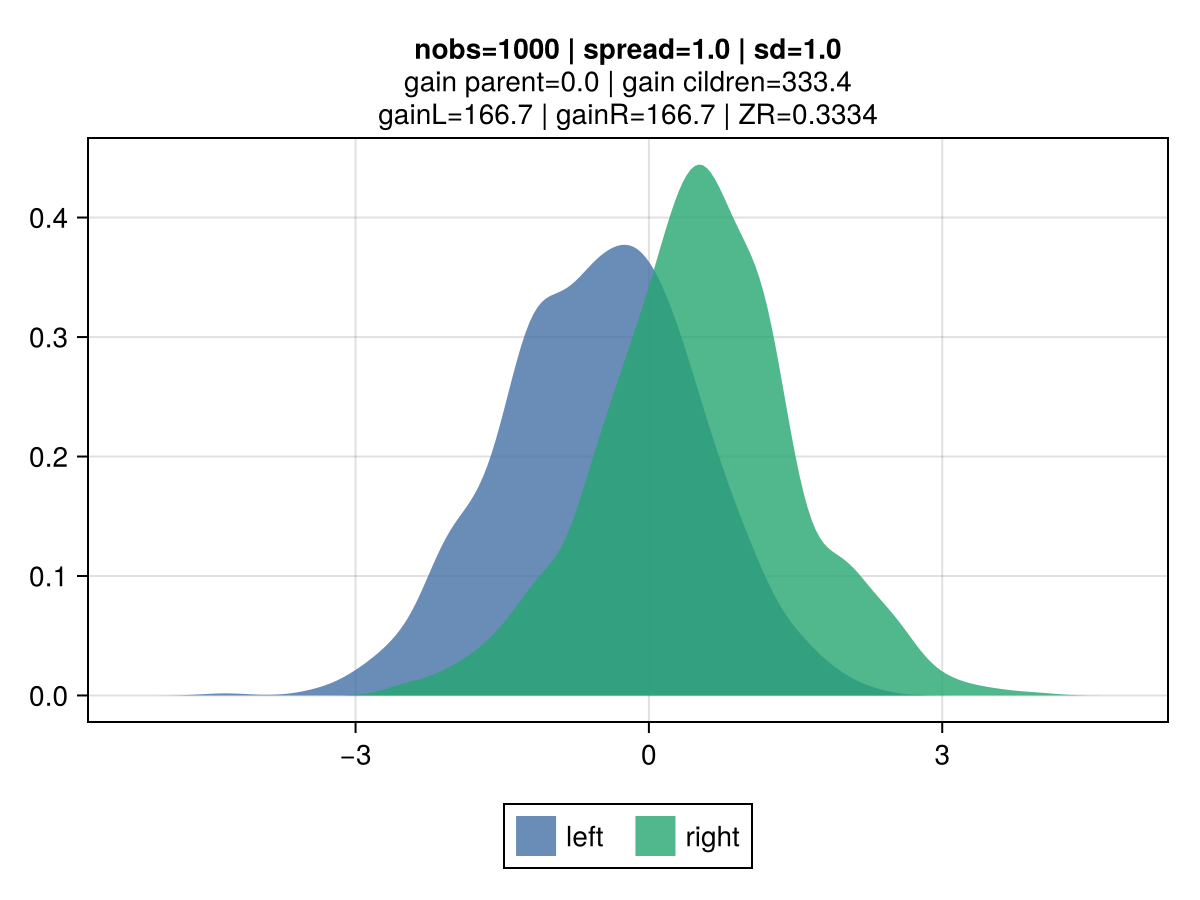 nobs=1000 | spread=1.0 | sd=1.0
gain parent=0.0 | gain cildren=333.4
gainL=166.7 | gainR=166.7 | ZR=0.3334
0.4
0.3
0.2
0.1
0.0
−3 0 3
left right